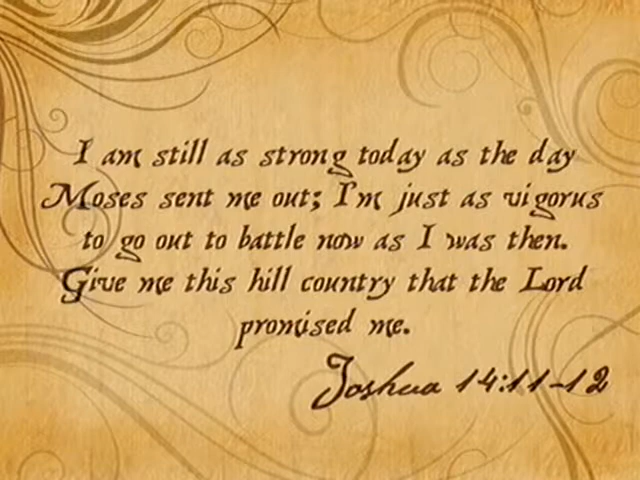 I am still as strong today as the day
Moses sent me out; I'm just as vigorus
to go out to battle now as I was then.
Give me this hill country that the Lord
promised me.
Joshua 14:11-12